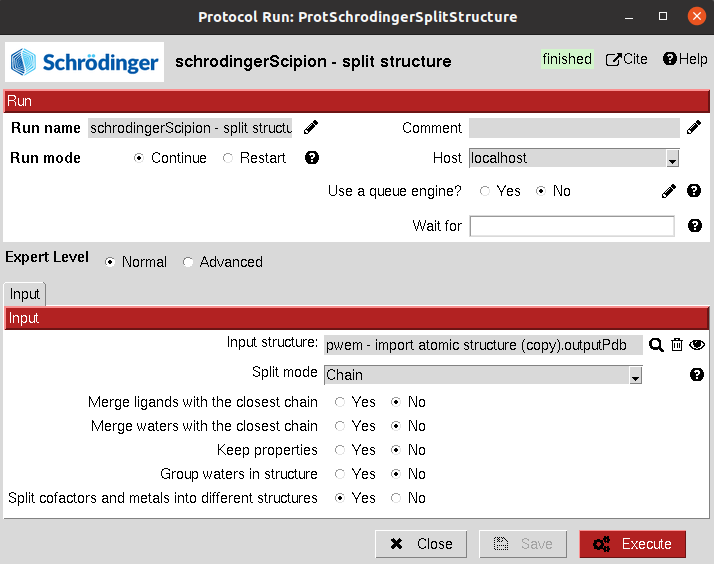 Protocol Run: ProtSchrodingerSplitStructure
Schrödinger schrodingerScipion - split structure finished Cite Help
Run
Run name schrodingerScipion - split structu Comment
Run mode Continue Restart Host localhost
Use a queue engine? Yes No
Wait for
Expert Level Normal Advanced
Input
Input
Input structure: pwem - import atomic structure (copy).outputPdb
Split mode Chain
Merge ligands with the closest chain Yes No
Merge waters with the closest chain Yes No
Keep properties Yes No
Group waters in structure Yes No
Split cofactors and metals into different structures Yes No
Close Save Execute